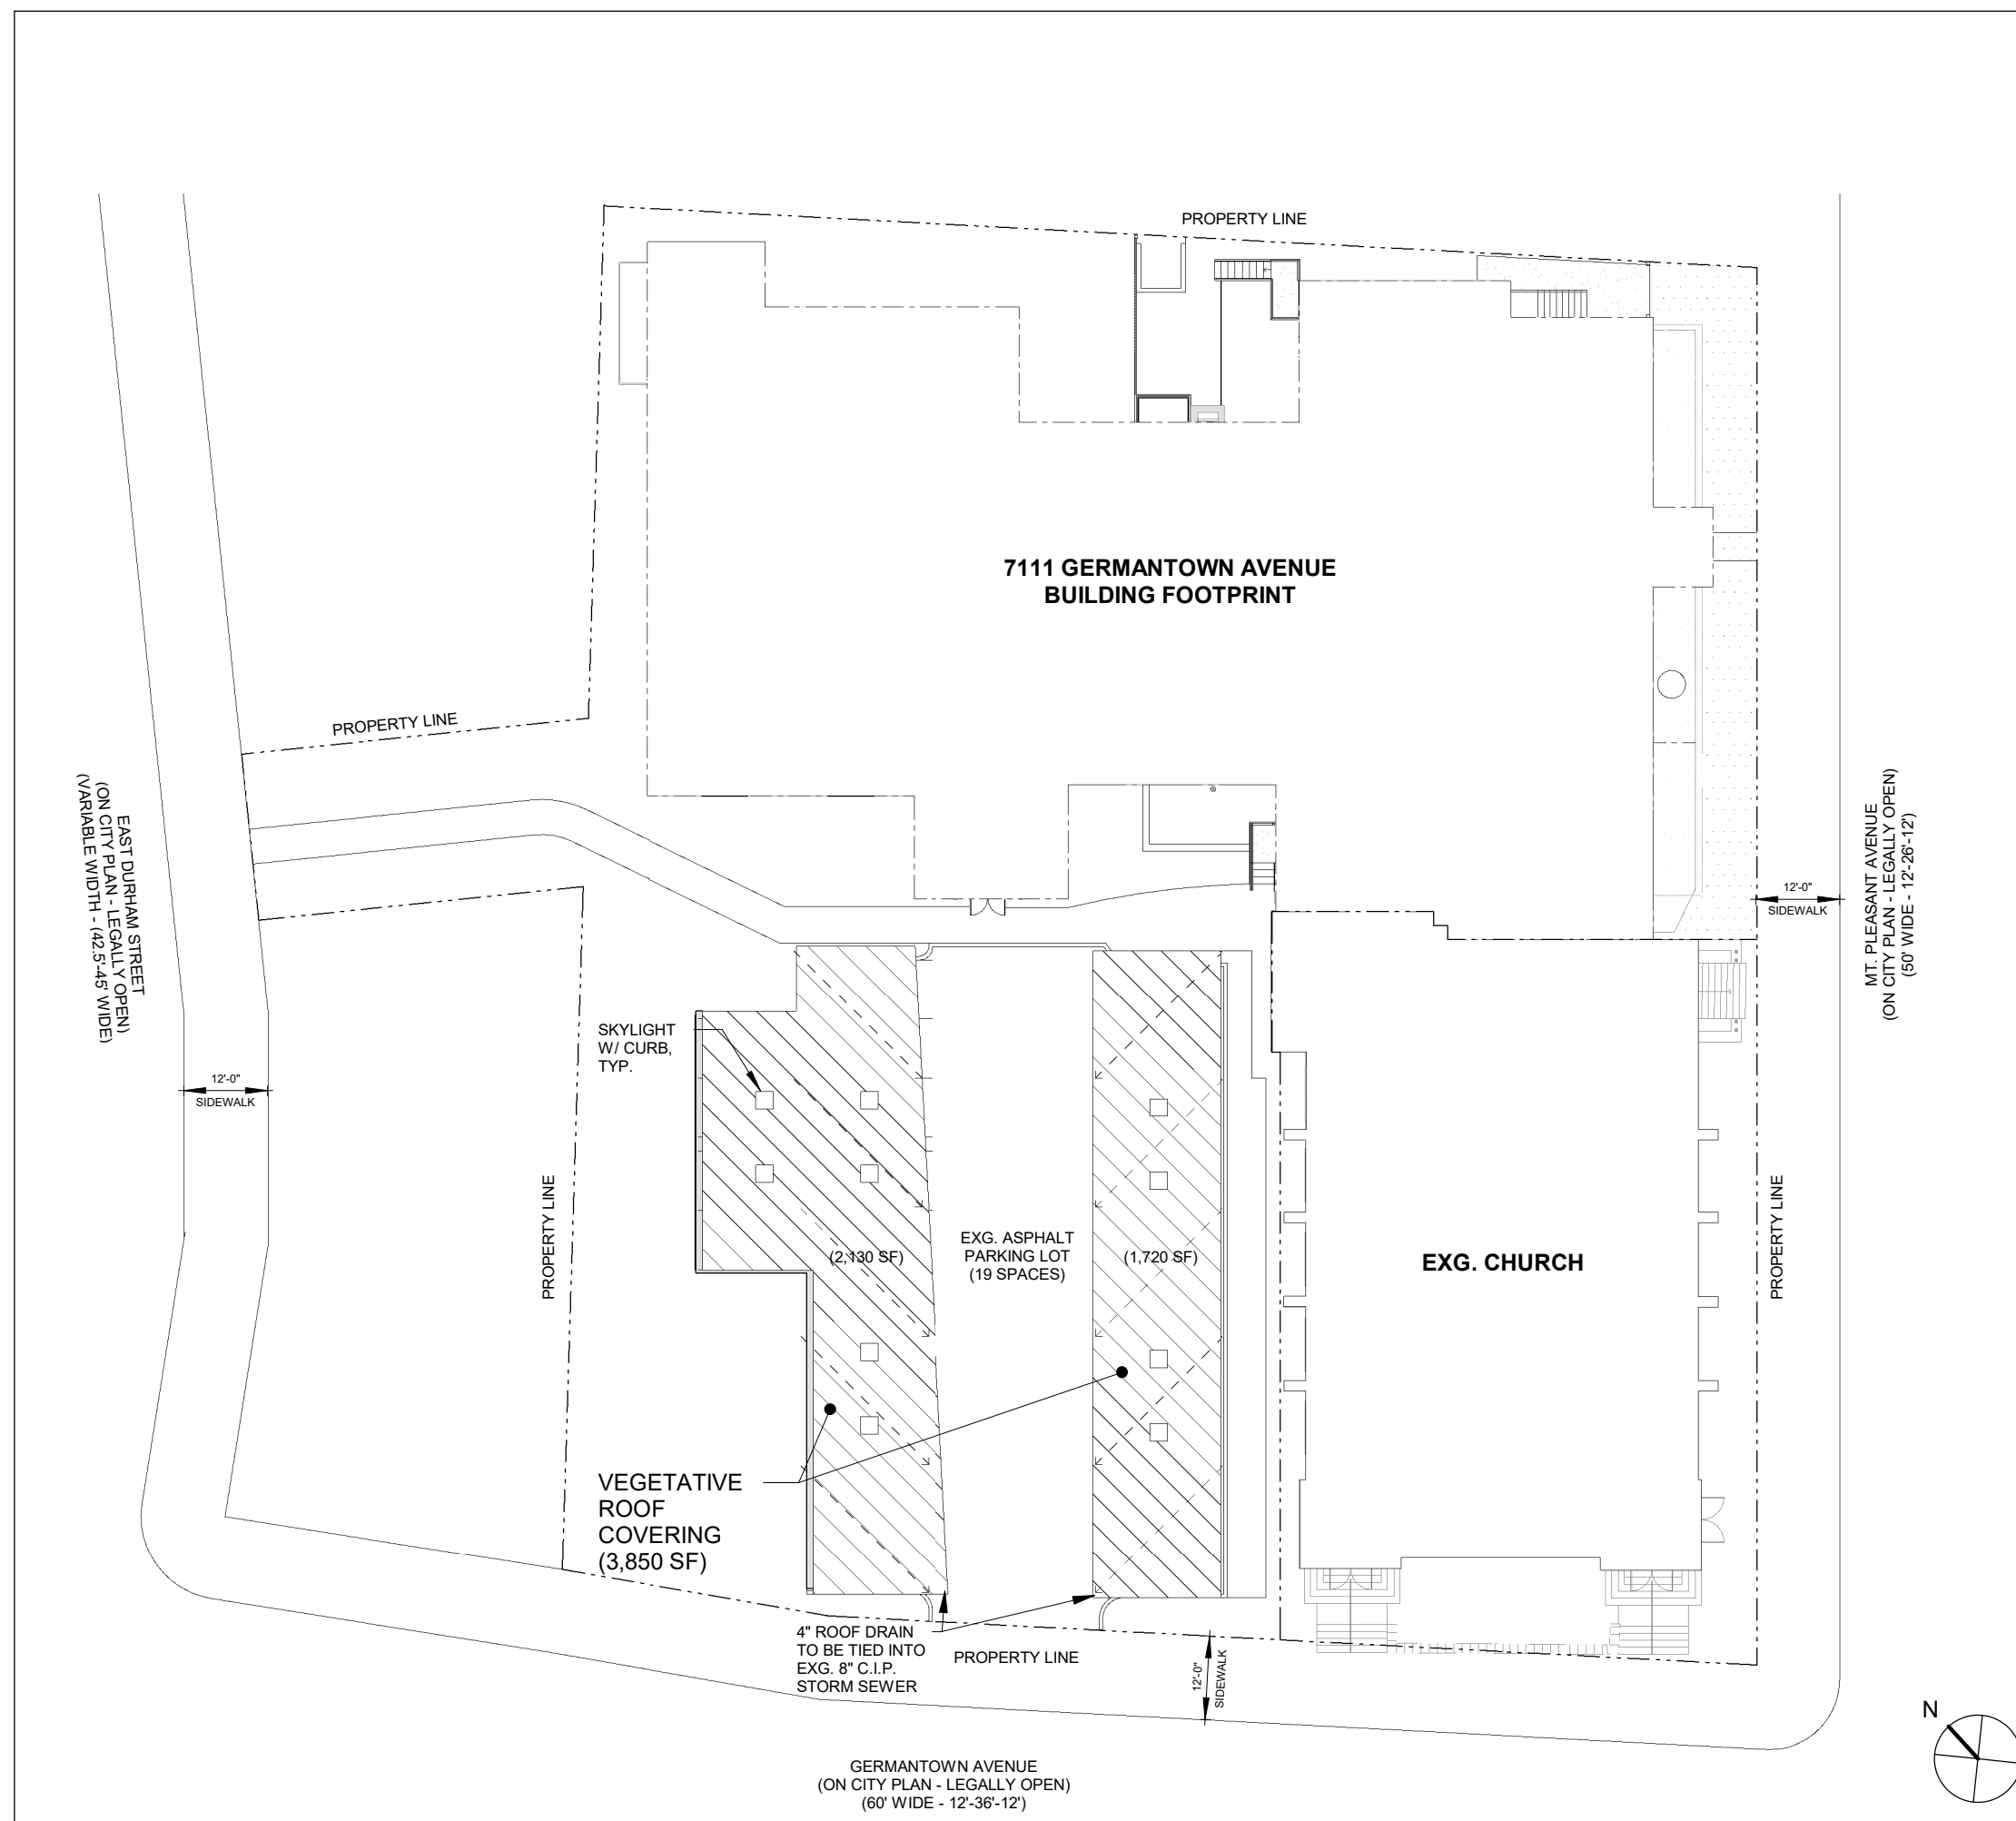 PROPERTY LINE
7111 GERMANTOWN AVENUE
BUILDING FOOTPRINT
PROPERTY LINE
EAST DURHAM STREET
(ON CITY PLAN - LEGALLY OPEN)
(VARIABLE WIDTH - (42.5'-45' WIDE)
MT. PLEASANT AVENUE
(ON CITY PLAN - LEGALLY OPEN)
(50' WIDE - 12'-26'-12')
12'-0"
SIDEWALK
SKYLIGHT
W/ CURB,
TYP.
12'-0"
SIDEWALK
PROPERTY LINE
(2,130 SF)
EXG. ASPHALT
PARKING LOT
(19 SPACES)
(1,720 SF)
EXG. CHURCH
PROPERTY LINE
VEGETATIVE
ROOF
COVERING
(3,850 SF)
4" ROOF DRAIN
TO BE TIED INTO
EXG. 8" C.I.P.
STORM SEWER
PROPERTY LINE
12'-0"
SIDEWALK
N
GERMANTOWN AVENUE
(ON CITY PLAN - LEGALLY OPEN)
(60' WIDE - 12'-36'-12')